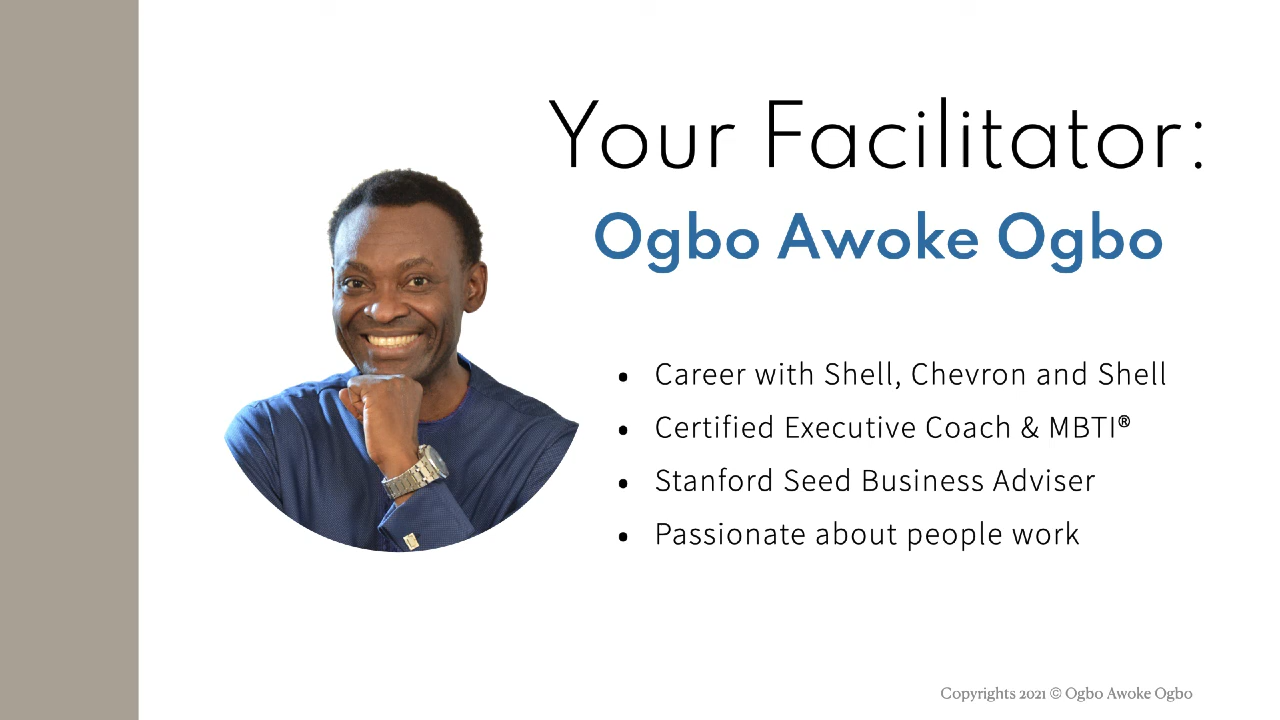 Your Facilitator:
Ogbo Awoke Ogbo
• Career with Shell, Chevron and Shell
• Certified Executive Coach & MBTI®
• Stanford Seed Business Adviser
• Passionate about people work
Copyrights 2021 © Ogbo Awoke Ogbo